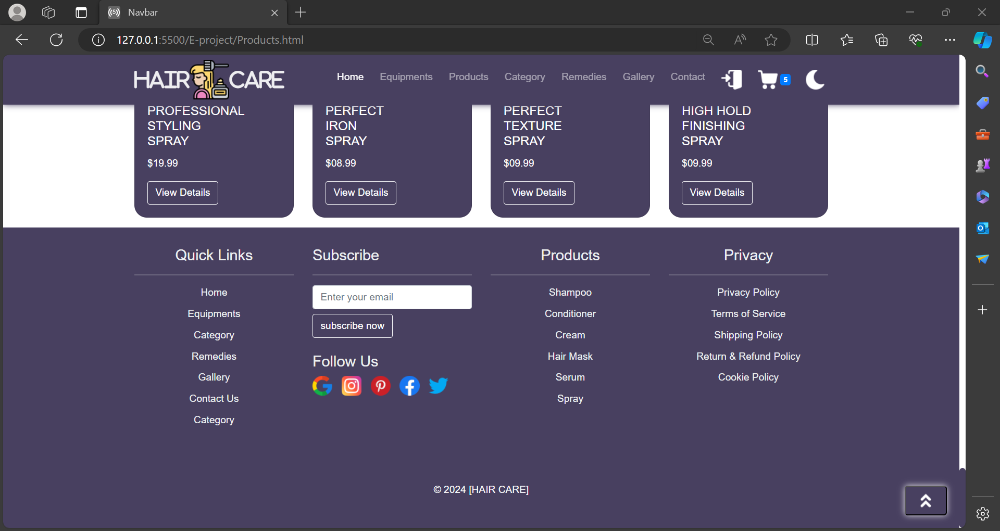 Navbar
127.0.0.1:5500/E-project/Products.html
HAIR CARE
Home Equipments Products Category Remedies Gallery Contact 5
PROFESSIONAL
STYLING
SPRAY
$19.99
View Details
PERFECT
IRON
SPRAY
$08.99
View Details
PERFECT
TEXTURE
SPRAY
$09.99
View Details
HIGH HOLD
FINISHING
SPRAY
$09.99
View Details
Quick Links
Home
Equipments
Category
Remedies
Gallery
Contact Us
Category
Subscribe
Enter your email
subscribe now
Follow Us
Products
Shampoo
Conditioner
Cream
Hair Mask
Serum
Spray
Privacy
Privacy Policy
Terms of Service
Shipping Policy
Return & Refund Policy
Cookie Policy
© 2024 [HAIR CARE]